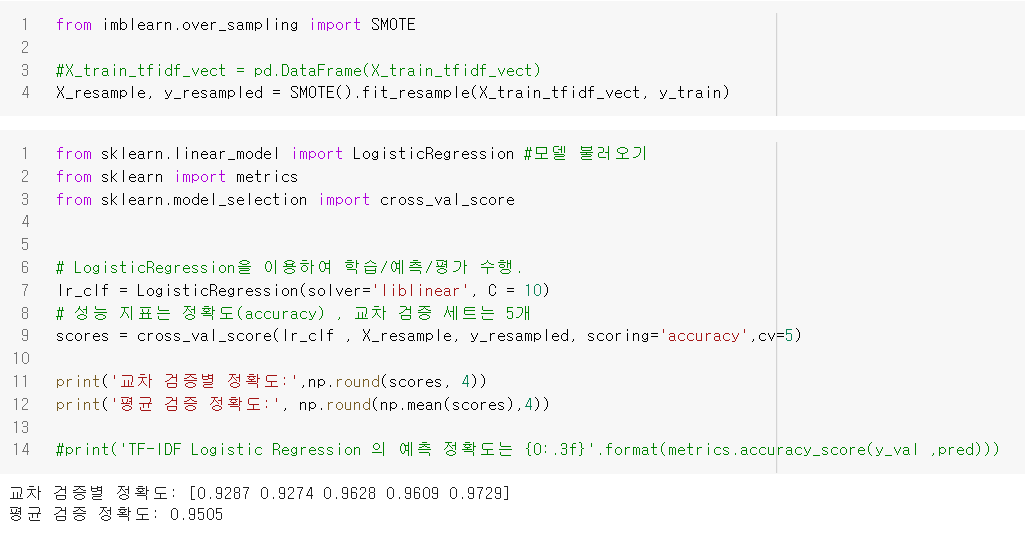 1 from imblearn.over_sampling import SMOTE
2
3 #X_train_tfidf_vect = pd.DataFrame(X_train_tfidf_vect)
4 X_resample, y_resampled = SMOTE().fit_resample(X_train_tfidf_vect, y_train)
1 from sklearn.linear_model import LogisticRegression #모델 불러오기
2 from sklearn import metrics
3 from sklearn.model_selection import cross_val_score
4
5
6 # LogisticRegression을 이용하여 학습/예측/평가 수행.
7 lr_clf = LogisticRegression(solver='liblinear', C = 10)
8 # 성능 지표는 정확도(accuracy) , 교차 검증 세트는 5개
9 scores = cross_val_score(lr_clf , X_resample, y_resampled, scoring='accuracy',cv=5)
10
11 print('교차 검증별 정확도:',np.round(scores, 4))
12 print('평균 검증 정확도:', np.round(np.mean(scores),4))
13
14 #print('TF-IDF Logistic Regression 의 예측 정확도는 {0:.3f}'.format(metrics.accuracy_score(y_val ,pred)))
교차 검증별 정확도: [0.9287 0.9274 0.9628 0.9609 0.9729]
평균 검증 정확도: 0.9505